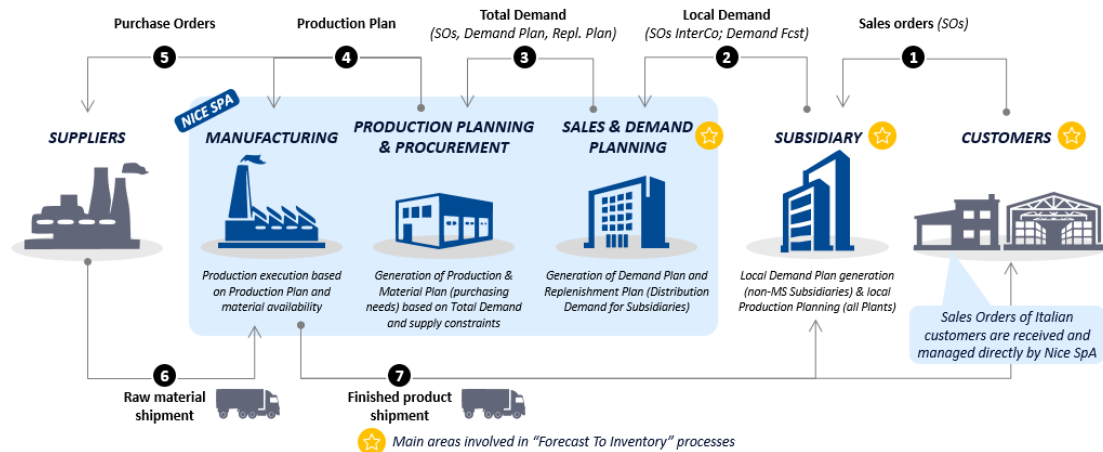 Purchase Orders
Production Plan
Total Demand
(SOs, Demand Plan, Repl. Plan)
Local Demand
(SOs InterCo; Demand Fcst)
Sales orders (SOs)
5
4
3
2
1
NICE SPA
SUPPLIERS
MANUFACTURING
PRODUCTION PLANNING
& PROCUREMENT
SALES & DEMAND
PLANNING
SUBSIDIARY
CUSTOMERS
Production execution based
on Production Plan and
material availability
Generation of Production &
Material Plan (purchasing
needs) based on Total Demand
and supply constraints
Generation of Demand Plan and
Replenishment Plan (Distribution
Demand for Subsidiaries)
Local Demand Plan generation
(non-MS Subsidiaries) & local
Production Planning (all Plants)
Sales Orders of Italian
customers are received and
managed directly by Nice SpA
6
Raw material
shipment
7
Finished product
shipment
Main areas involved in “Forecast To Inventory” processes